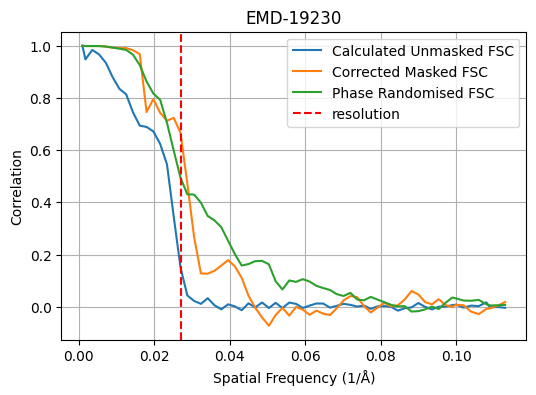 EMD-19230
Calculated Unmasked FSC
Corrected Masked FSC
Phase Randomised FSC
resolution
Correlation
1.0
0.8
0.6
0.4
0.2
0.0
0.00 0.02 0.04 0.06 0.08 0.10
Spatial Frequency (1/Å)